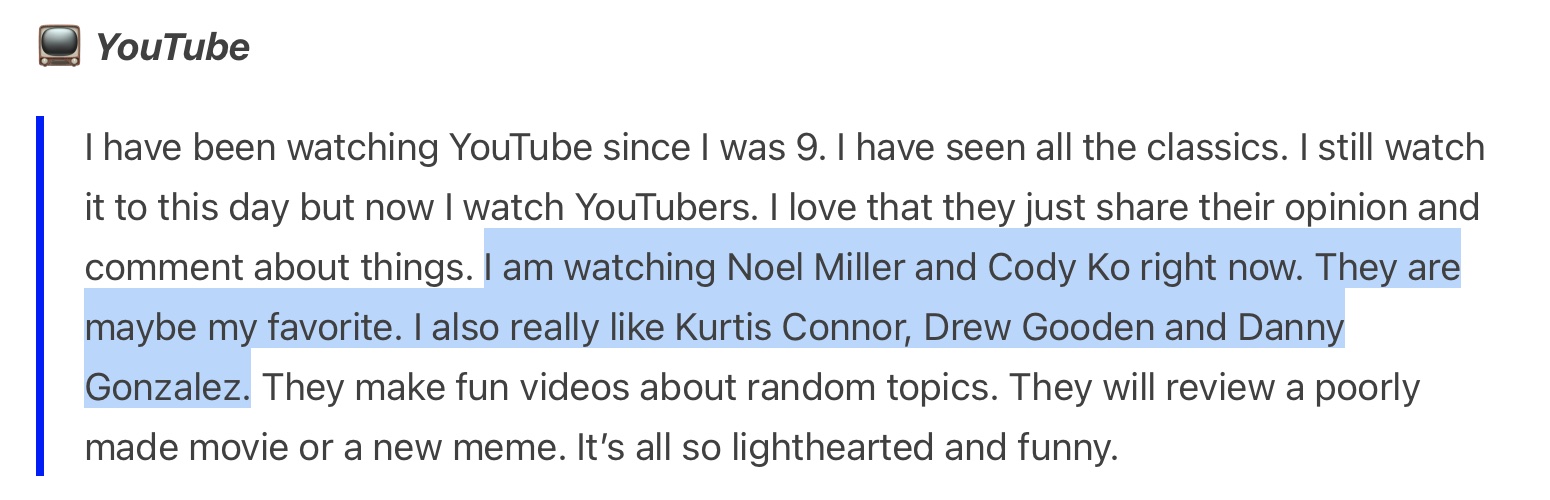 YouTube
I have been watching YouTube since I was 9. I have seen all the classics. I still watch
it to this day but now I watch YouTubers. I love that they just share their opinion and
comment about things. I am watching Noel Miller and Cody Ko right now. They are
maybe my favorite. I also really like Kurtis Connor, Drew Gooden and Danny
Gonzalez. They make fun videos about random topics. They will review a poorly
made movie or a new meme. It’s all so lighthearted and funny.